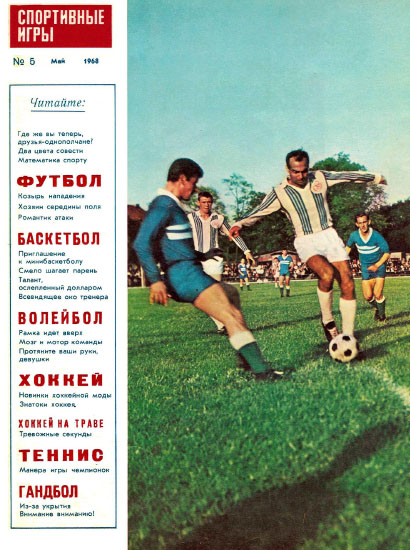 СПОРТИВНЫЕ
ИГРЫ
№ 5 Май 1968
Читайте:
Где же вы теперь,
друзья-однополчане?
Два цвета совести
Математика спорту
ФУТБОЛ
Козырь нападения
Хозяин середины поля
Романтик атаки
БАСКЕТБОЛ
Приглашение
к минибаскетболу
Смело шагает парень
Талант,
ослепленный долларом
Всевидящее око тренера
ВОЛЕЙБОЛ
Рамка идет вверх
Мозг и мотор команды
Протяните ваши руки,
девушки
ХОККЕЙ
Новинки хоккейной моды
Знатоки хоккея,
ХОККЕЙ НА ТРАВЕ
Тревожные секунды
ТЕННИС
Манера игры чемпионок
ГАНДБОЛ
Из-за укрытия
Внимание вниманию!